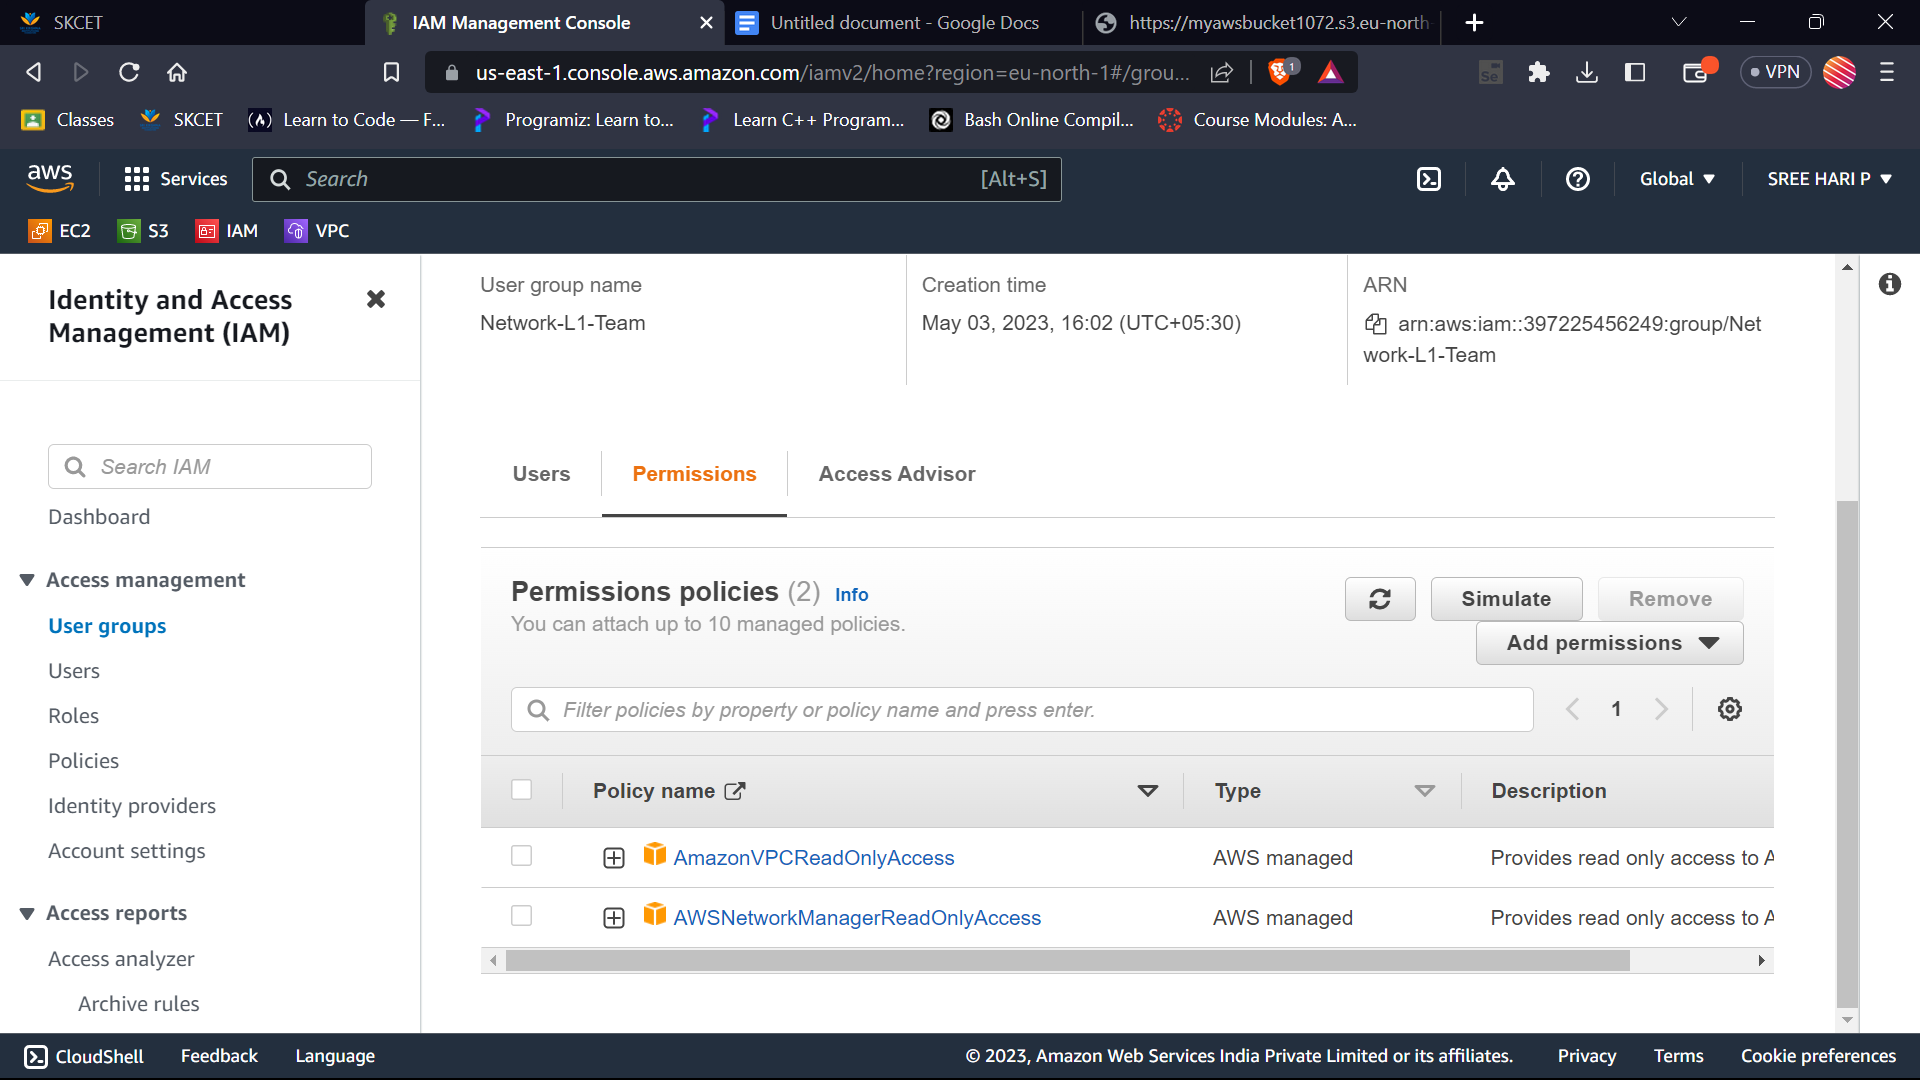 SKCET
IAM Management Console
Untitled document - Google Docs
https://myawsbucket1072.s3.eu-north-
us-east-1.console.aws.amazon.com/iamv2/home?region=eu-north-1#/grou...
Se
1
VPN
Classes
SKCET
Learn to Code — F...
Programiz: Learn to...
Learn C++ Program...
Bash Online Compil...
Course Modules: A...
aws
Services
Search
[Alt+S]
Global
SREE HARI P
EC2
S3
IAM
VPC
Identity and Access
Management (IAM)
Search IAM
Dashboard
Access management
User groups
Users
Roles
Policies
Identity providers
Account settings
Access reports
Access analyzer
Archive rules
User group name
Network-L1-Team
Creation time
May 03, 2023, 16:02 (UTC+05:30)
ARN
arn:aws:iam::397225456249:group/Net
work-L1-Team
Users
Permissions
Access Advisor
Permissions policies (2) Info
You can attach up to 10 managed policies.
Simulate
Remove
Add permissions
Filter policies by property or policy name and press enter.
1
Policy name
Type
Description
AmazonVPCReadOnlyAccess
AWS managed
Provides read only access to A
AWSNetworkManagerReadOnlyAccess
AWS managed
Provides read only access to A
CloudShell
Feedback
Language
© 2023, Amazon Web Services India Private Limited or its affiliates.
Privacy
Terms
Cookie preferences